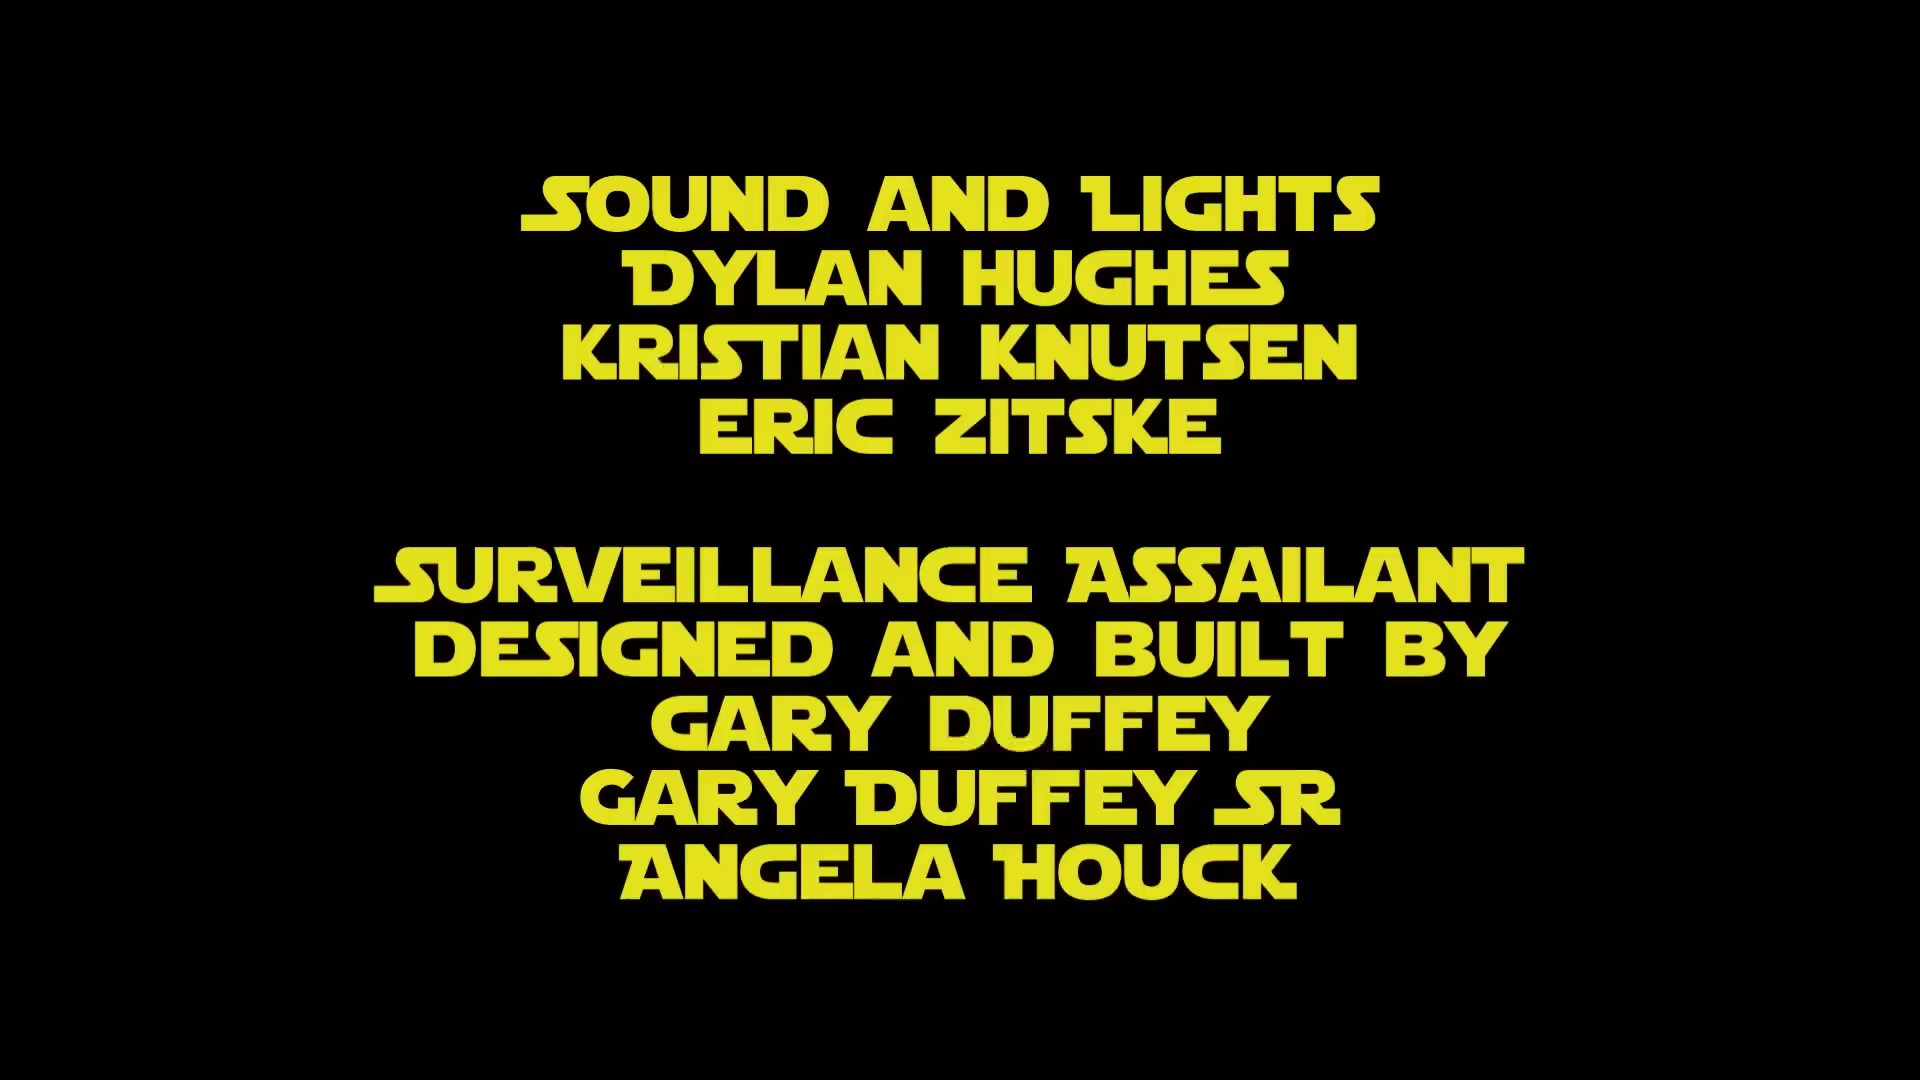 Sound and Lights
Dylan Hughes
Kristian Knutsen
Eric Zitske
Surveillance Assailant
designed and built by
Gary Duffey
Gary Duffey Sr
Angela Houck